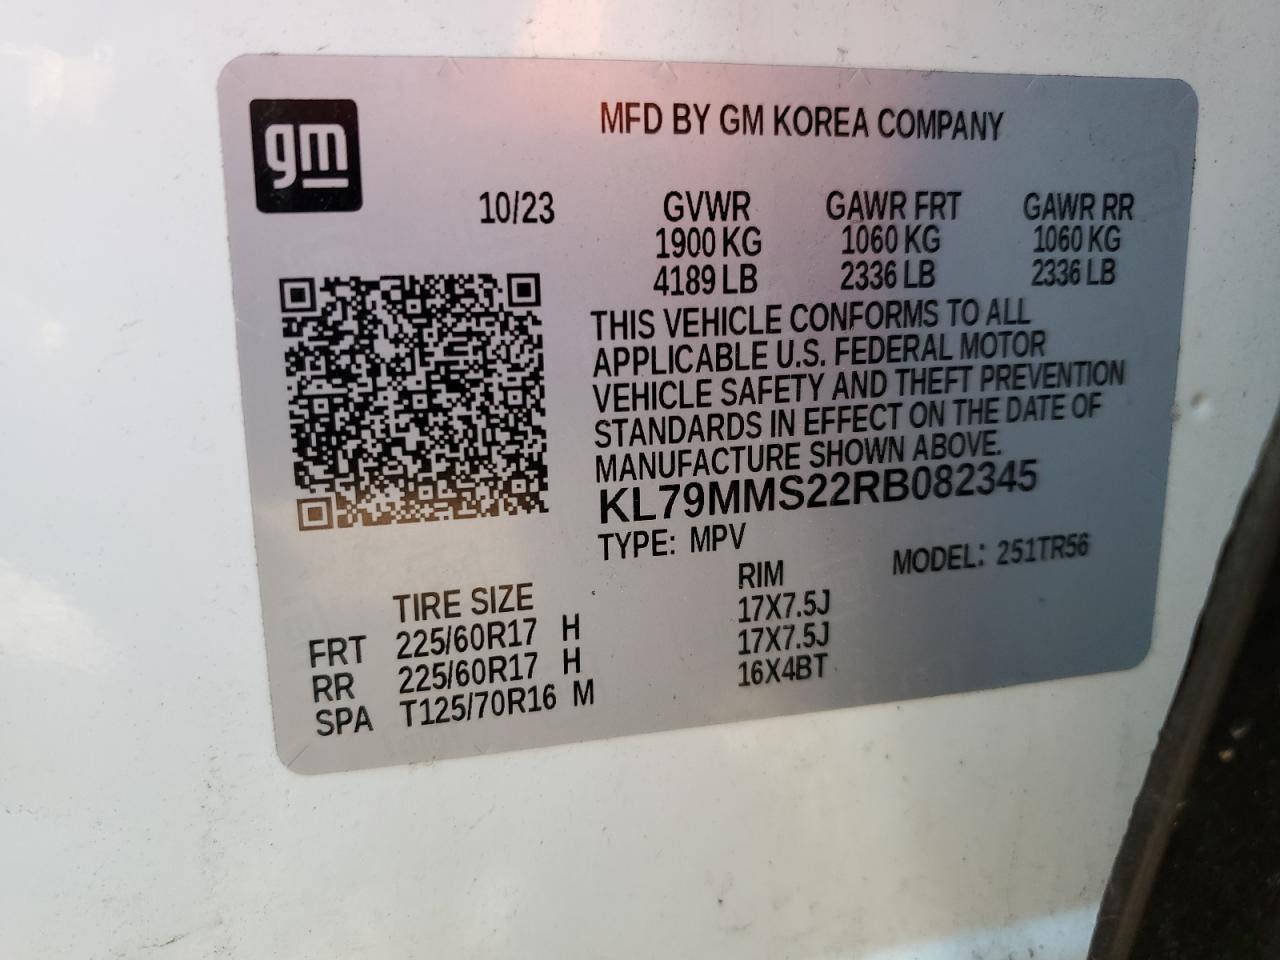 gm
MFD BY GM KOREA COMPANY
10/23 GVWR GAWR FRT GAWR RR
1900 KG 1060 KG 1060 KG
4189 LB 2336 LB 2336 LB
THIS VEHICLE CONFORMS TO ALL
APPLICABLE U.S. FEDERAL MOTOR
VEHICLE SAFETY AND THEFT PREVENTION
STANDARDS IN EFFECT ON THE DATE OF
MANUFACTURE SHOWN ABOVE.
KL79MMS22RB082345
TYPE: MPV MODEL: 251TR56
TIRE SIZE RIM
FRT 225/60R17 H 17X7.5J
RR 225/60R17 H 17X7.5J
SPA T125/70R16 M 16X4BT